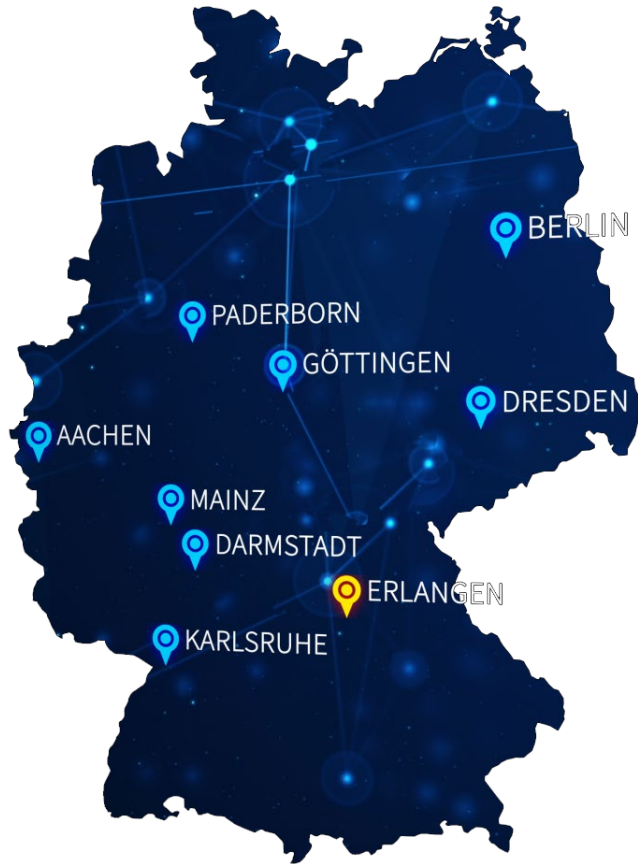 BERLIN
PADERBORN
GÖTTINGEN
DRESDEN
AACHEN
MAINZ
DARMSTADT
ERLANGEN
KARLSRUHE